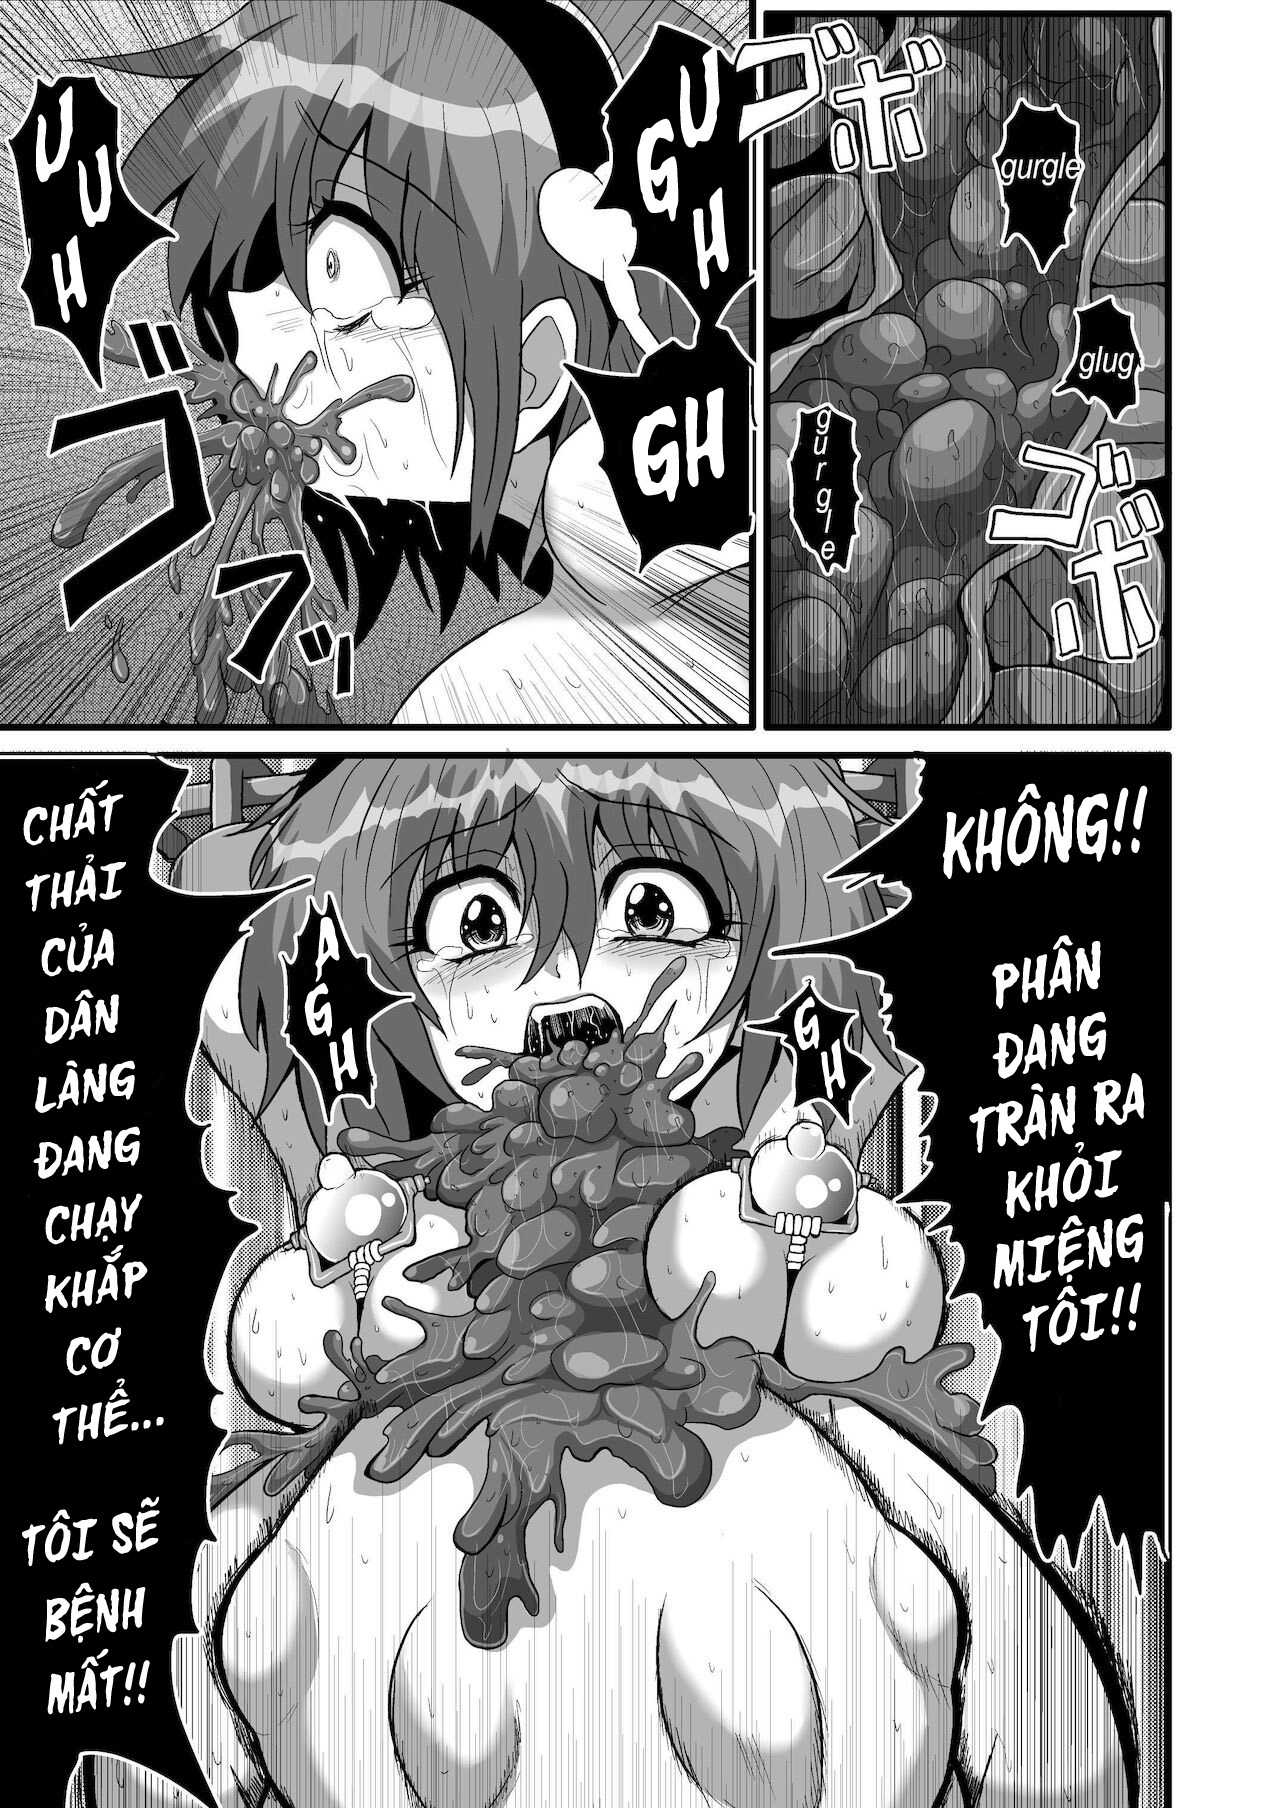 ゴボ
gurgle
glug
gurgle
ゴボ
GUH
GH
UUH
ゴフッ
KHÔNG!!
PHÂN
ĐANG
TRÀN RA
KHỎI
MIỆNG
TÔI!!
GH
AGH
CHẤT
THẢI
CỦA
DÂN
LÀNG
ĐANG
CHẠY
KHẮP
CƠ
THỂ...
TÔI SẼ
BỆNH
MẤT!!